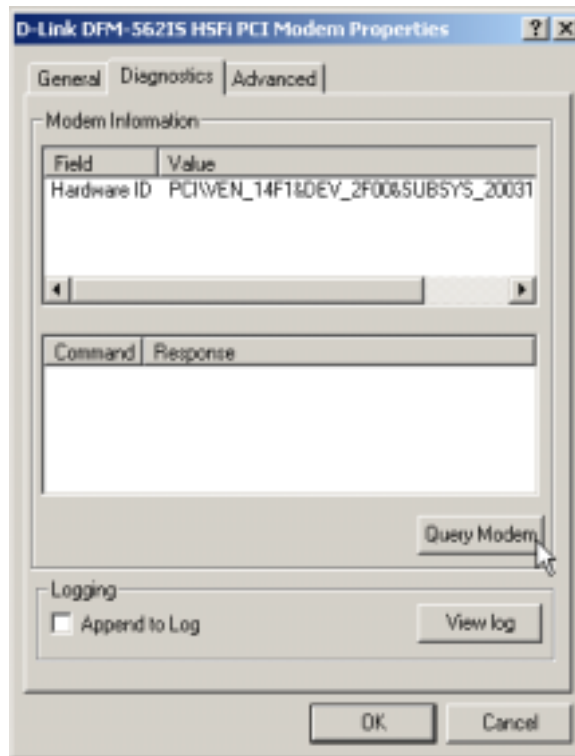 D-Link DFM-562IS HSFi PCI Modem Properties
General Diagnostics Advanced
Modem Information
Field Value
Hardware ID PCI\VEN_14F1&DEV_2F00&SUBSYS_20031
Command Response
Query Modem
Logging
Append to Log View log
OK Cancel